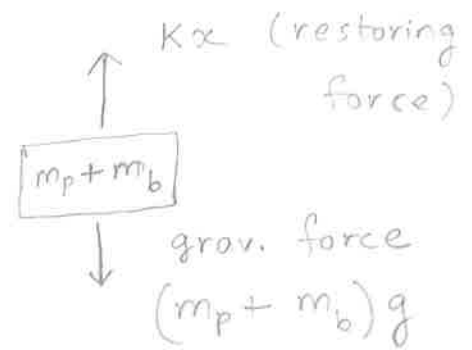 Kx (restoring
force)
m_p + m_b
grav. force
(m_p + m_b)g